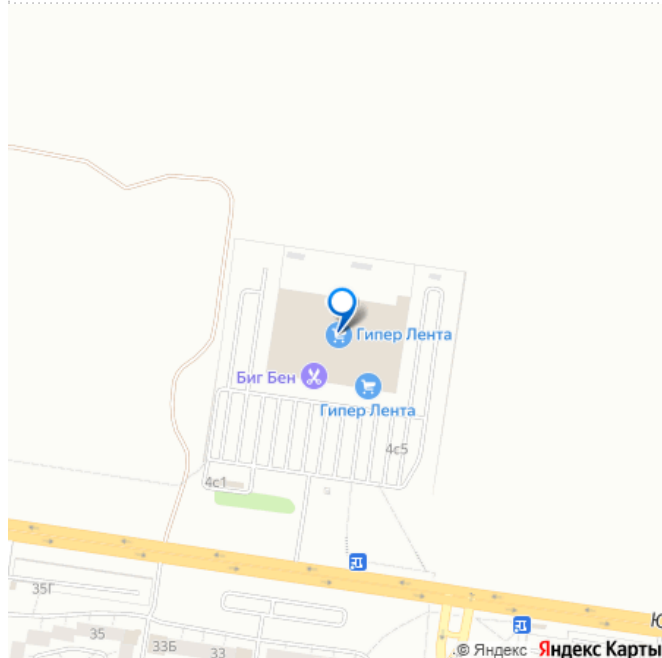 Гипер Лента
Биг Бен
Гипер Лента
4с5
4с1
35Г
35
33Б
33
Ю
© Яндекс Яндекс Карты